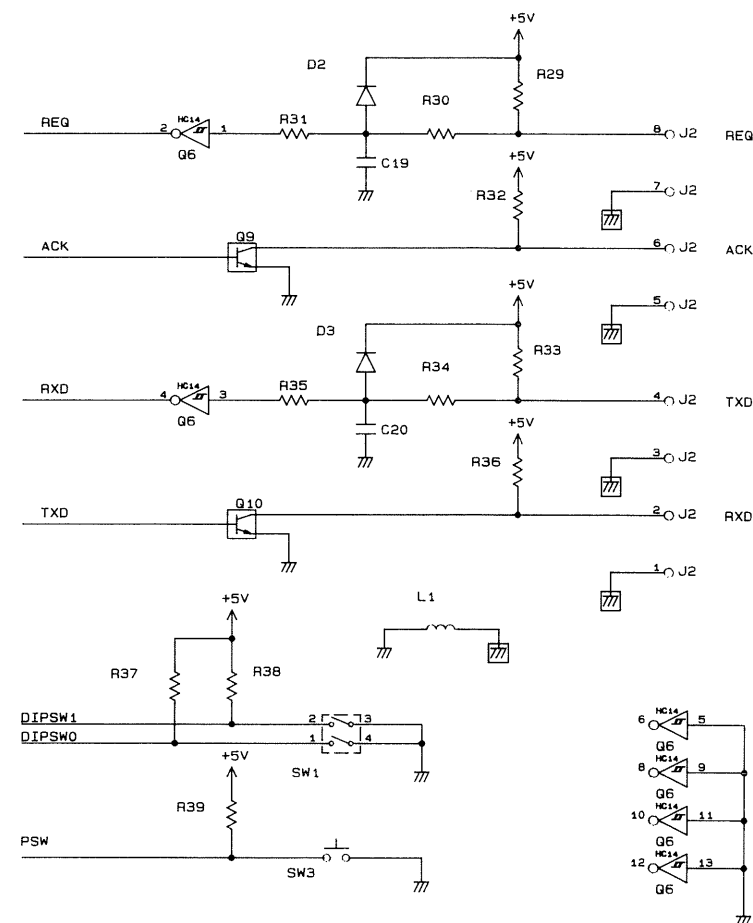 +5V
D2
R29
R30
REQ
2
HC14
1
R31
8
J2
REQ
Q6
C19
+5V
7
J2
R32
ACK
Q9
6
J2
ACK
+5V
5
J2
D3
R33
R34
RXD
4
HC14
3
R35
4
J2
TXD
Q6
C20
+5V
3
J2
R36
TXD
Q10
2
J2
RXD
1
J2
+5V
L1
R37
R38
DIPSW1
2
3
DIPSW0
1
4
+5V
SW1
R39
PSW
SW3
6
HC14
5
Q6
8
HC14
9
Q6
10
HC14
11
Q6
12
HC14
13
Q6